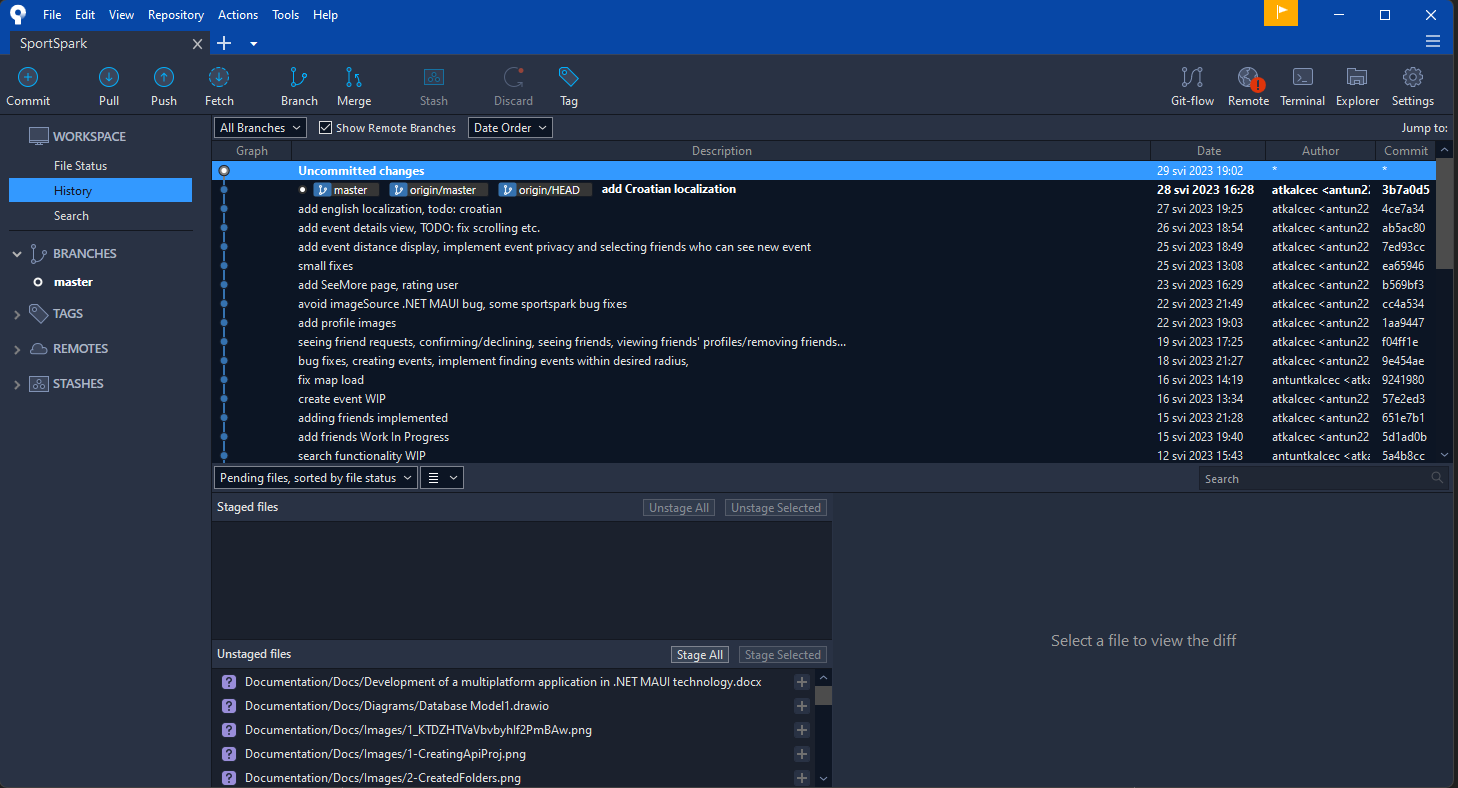 File Edit View Repository Actions Tools Help
SportSpark
Commit Pull Push Fetch Branch Merge Stash Discard Tag Git-flow Remote Terminal Explorer Settings
WORKSPACE
File Status
History
Search
BRANCHES
master
TAGS
REMOTES
STASHES
All Branches Show Remote Branches Date Order Jump to:
Graph Description Date Author Commit
Uncommitted changes 29 svi 2023 19:02 * *
master origin/master origin/HEAD add Croatian localization 28 svi 2023 16:28 atkalcec <antun22 3b7a0d5
add english localization, todo: croatian 27 svi 2023 19:25 atkalcec <antun22 4ce7a34
add event details view, TODO: fix scrolling etc. 26 svi 2023 18:54 atkalcec <antun22 ab5ac80
add event distance display, implement event privacy and selecting friends who can see new event 25 svi 2023 18:49 atkalcec <antun22 7ed93cc
small fixes 25 svi 2023 13:08 atkalcec <antun22 ea65946
add SeeMore page, rating user 23 svi 2023 16:29 atkalcec <antun22 b569bf3
avoid imageSource .NET MAUI bug, some sportspark bug fixes 22 svi 2023 21:49 atkalcec <antun22 cc4a534
add profile images 22 svi 2023 19:03 atkalcec <antun22 1aa9447
seeing friend requests, confirming/declining, seeing friends, viewing friends' profiles/removing friends... 19 svi 2023 17:25 atkalcec <antun22 f04ff1e
bug fixes, creating events, implement finding events within desired radius, 18 svi 2023 21:27 atkalcec <antun22 9e454ae
fix map load 16 svi 2023 14:19 antuntkalcec <atka 9241980
create event WIP 16 svi 2023 13:34 atkalcec <antun22 57e2ed3
adding friends implemented 15 svi 2023 21:28 atkalcec <antun22 651e7b1
add friends Work In Progress 15 svi 2023 19:40 atkalcec <antun22 5d1ad0b
search functionality WIP 12 svi 2023 15:43 antuntkalcec <atka 5a4b8cc
Pending files, sorted by file status Search
Staged files Unstage All Unstage Selected
Select a file to view the diff
Unstaged files Stage All Stage Selected
Documentation/Docs/Development of a multiplatform application in .NET MAUI technology.docx
Documentation/Docs/Diagrams/Database Model1.drawio
Documentation/Docs/Images/1_KTDZHTVaVbvbyhlf2PmBAw.png
Documentation/Docs/Images/1-CreatingApiProj.png
Documentation/Docs/Images/2-CreatedFolders.png